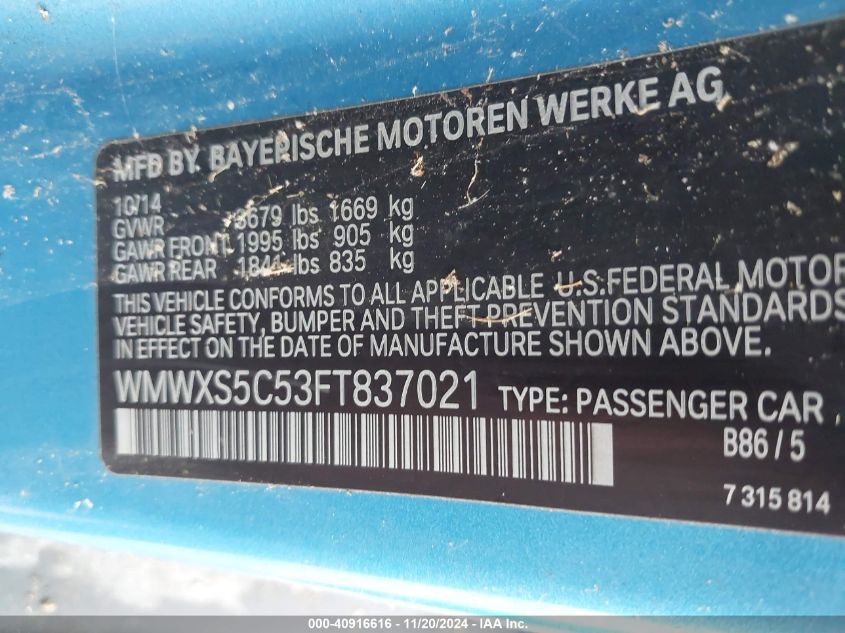 MFD BY. BAYERISCHE MOTOREN WERKE AG
10/14
GVWR 3679 lbs 1669 kg
GAWR FRONT 1995 lbs 905 kg
GAWR REAR 1841 lbs 835 kg
THIS VEHICLE CONFORMS TO ALL APPLICABLE U.S.FEDERAL MOTOR
VEHICLE SAFETY, BUMPER AND THEFT PREVENTION STANDARDS
IN EFFECT ON THE DATE OF MANUFACTURE SHOWN ABOVE.
WMWXS5C53FT837021 TYPE: PASSENGER CAR
B86 / 5
7 315 814
000-40916616 - 11/20/2024 - IAA Inc.